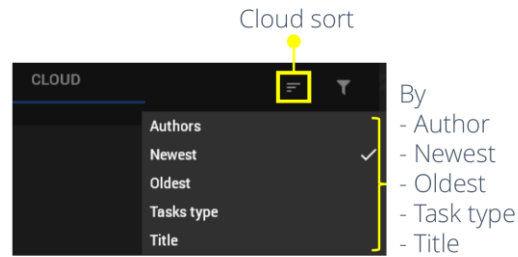 Cloud sort
CLOUD
Authors
Newest
Oldest
Tasks type
Title
By
- Author
- Newest
- Oldest
- Task type
- Title